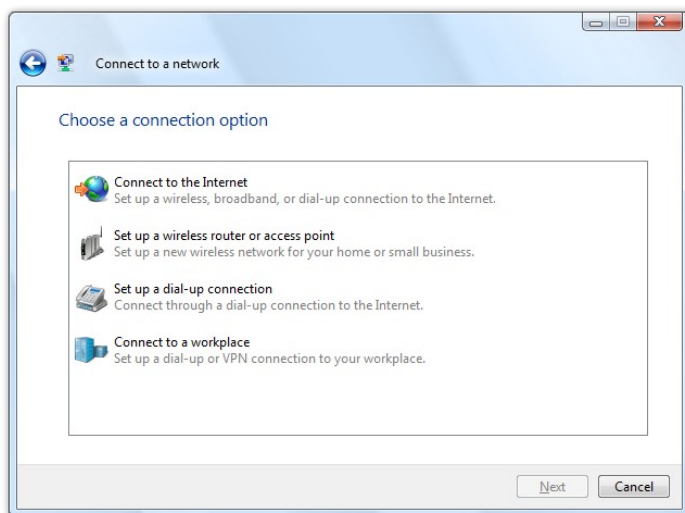 Connect to a network
Choose a connection option
Connect to the Internet
Set up a wireless, broadband, or dial-up connection to the Internet.
Set up a wireless router or access point
Set up a new wireless network for your home or small business.
Set up a dial-up connection
Connect through a dial-up connection to the Internet.
Connect to a workplace
Set up a dial-up or VPN connection to your workplace.
Next Cancel